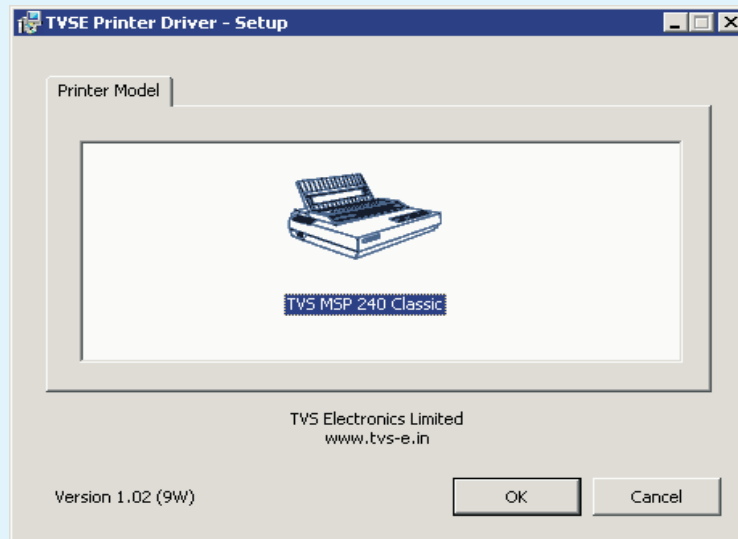 TVSE Printer Driver - Setup
Printer Model
TVS MSP 240 Classic
TVS Electronics Limited
www.tvs-e.in
Version 1.02 (9W)
OK
Cancel